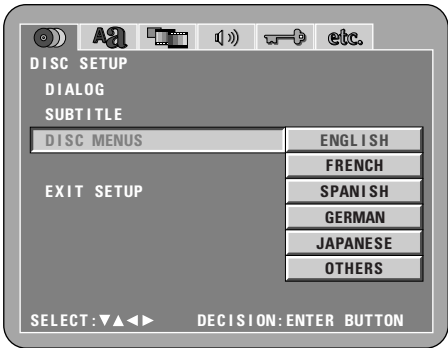 Aa etc.
DISC SETUP
DIALOG
SUBTITLE
DISC MENUS
ENGLISH
FRENCH
EXIT SETUP
SPANISH
GERMAN
JAPANESE
OTHERS
SELECT:▼▲◀▶ DECISION:ENTER BUTTON